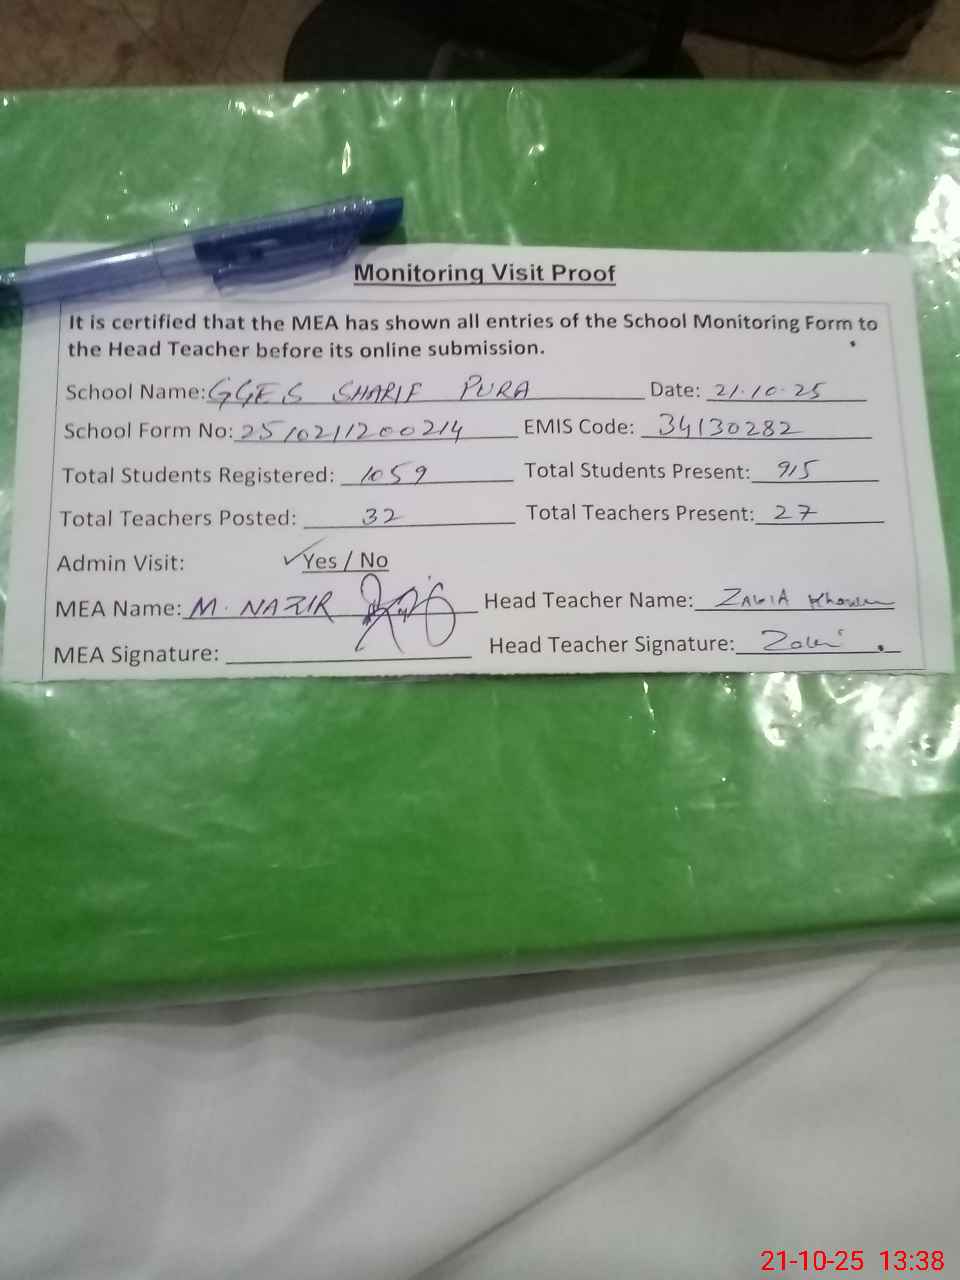 Monitoring Visit Proof
It is certified that the MEA has shown all entries of the School Monitoring Form to
the Head Teacher before its online submission.
School Name: GGES SHARIF PURA Date: 21.10.25
School Form No: 2510211200214 EMIS Code: 34130282
Total Students Registered: 1059 Total Students Present: 915
Total Teachers Posted: 32 Total Teachers Present: 27
Admin Visit: ✓Yes / No
MEA Name: M. NAZIR Head Teacher Name:
MEA Signature: Head Teacher Signature:
21-10-25 13:38